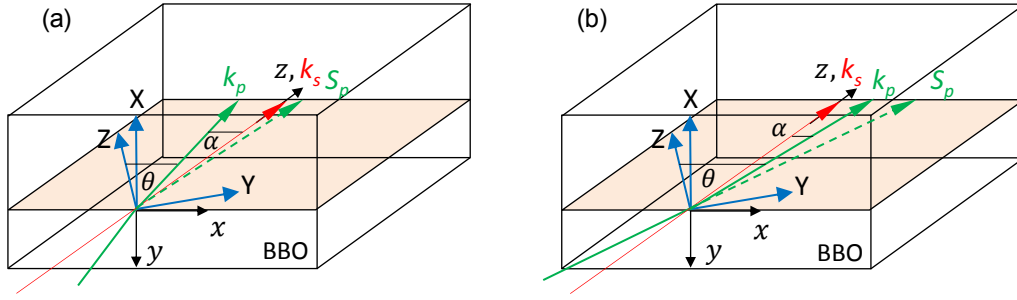 (a)
k_p
z, k_s
S_p
X
Z
α
θ
Y
x
y
BBO
(b)
z, k_s
k_p
S_p
X
Z
α
θ
Y
x
y
BBO